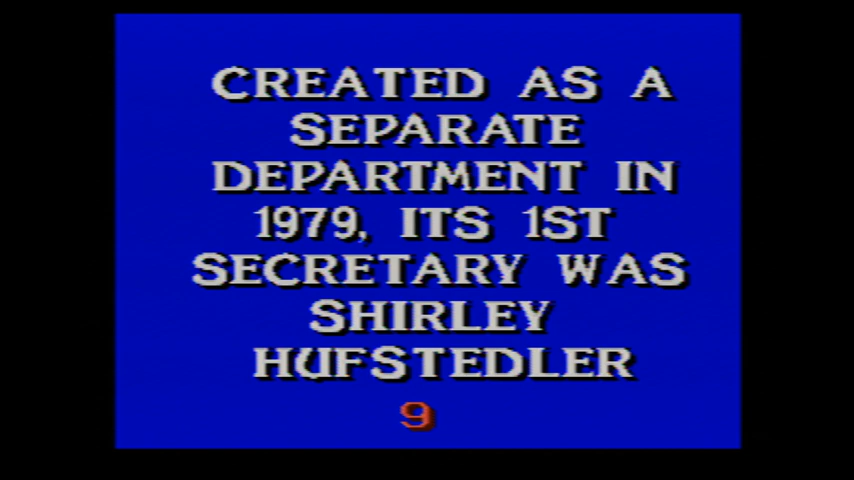 CREATED AS A
SEPARATE
DEPARTMENT IN
1979, ITS 1ST
SECRETARY WAS
SHIRLEY
HUFSTEDLER
9